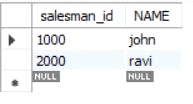 salesman_id NAME
1000 john
2000 ravi
NULL NULL